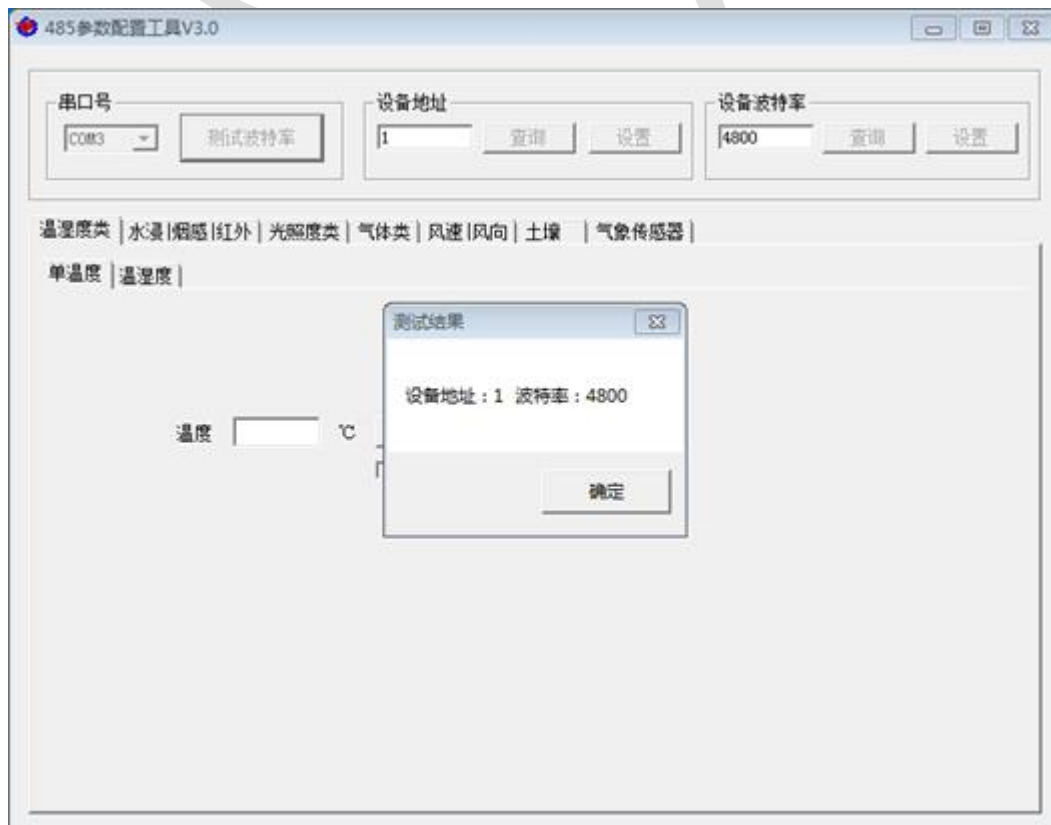 485参数配置工具V3.0
串口号 设备地址 设备波特率
COM3 测试波特率 1 查询 设置 4800 查询 设置
温湿度类 水浸|烟感|红外 光照度类 气体类 风速|风向 土壤 气象传感器
单温度 温湿度
测试结果
设备地址:1 波特率:4800
温度 ℃
确定